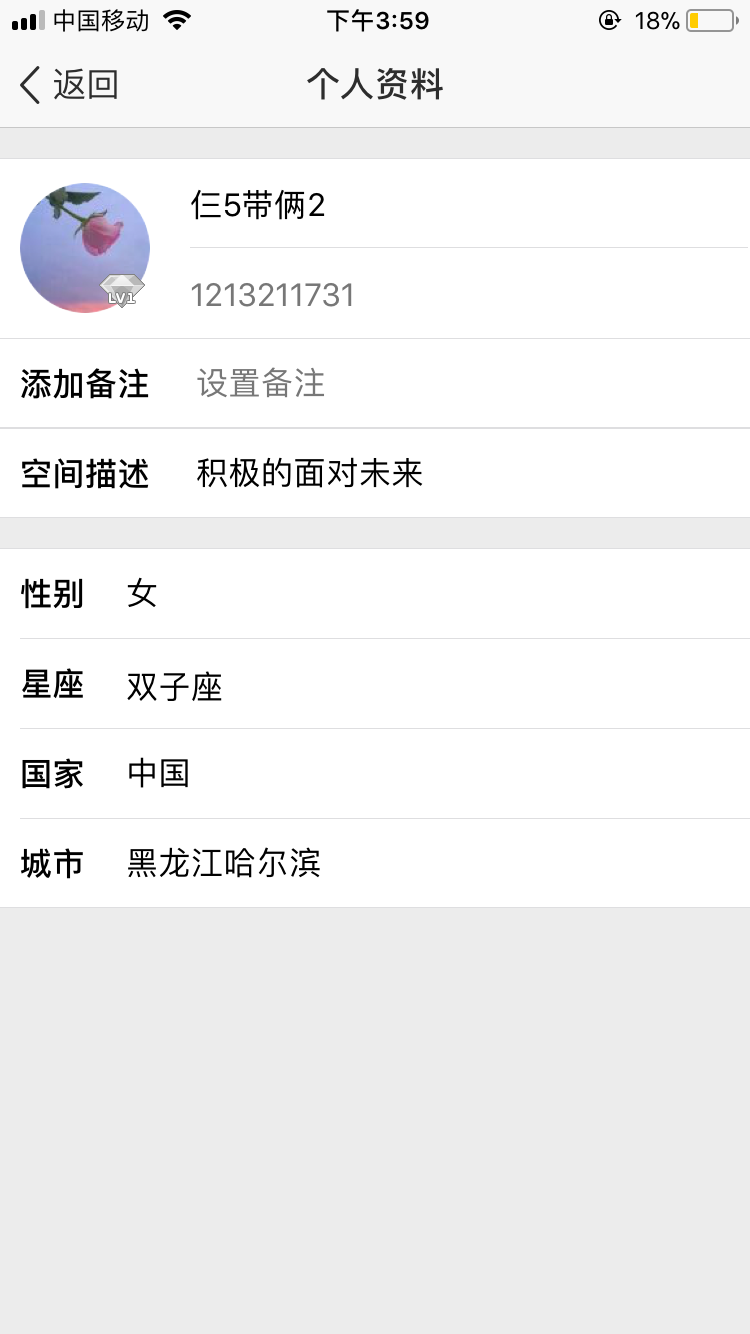 中国移动 下午3:59 18%
返回 个人资料
仨5带俩2
LV1
1213211731
添加备注 设置备注
空间描述 积极的面对未来
性别 女
星座 双子座
国家 中国
城市 黑龙江哈尔滨